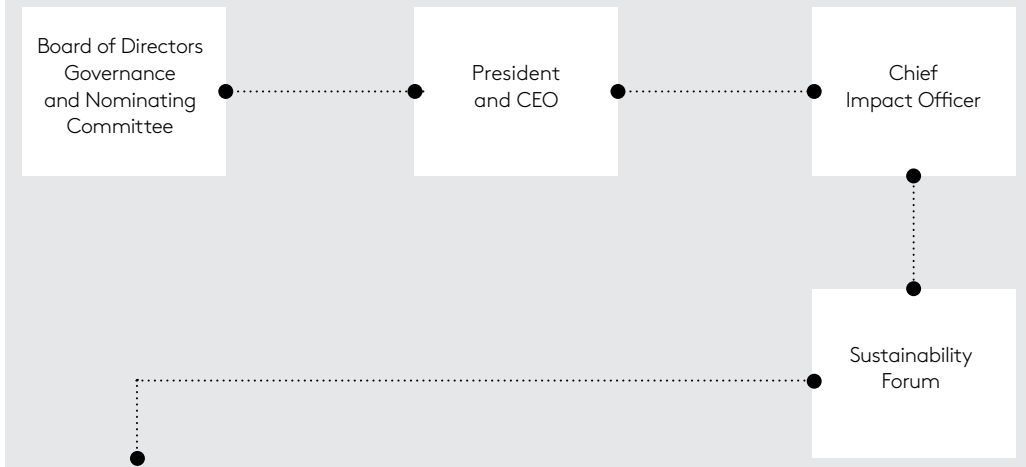 Board of Directors
Governance
and Nominating
Committee
President
and CEO
Chief
Impact Officer
Sustainability
Forum